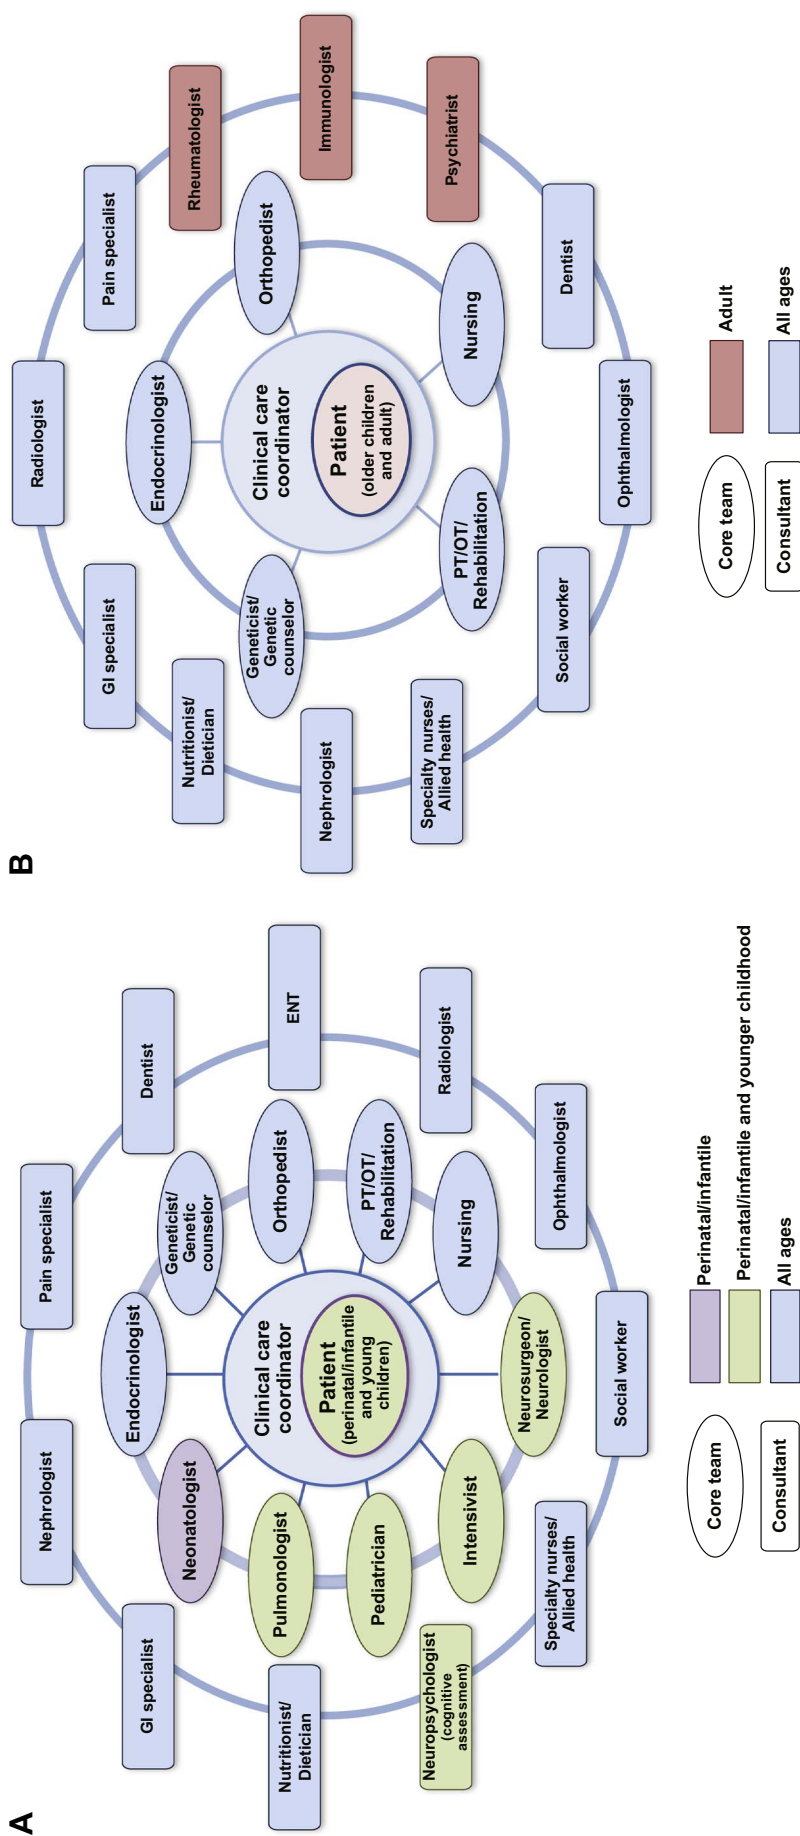 A
Nephrologist
Pain specialist
GI specialist
Dentist
Endocrinologist
Neonatologist
Geneticist/
Genetic
counselor
Nutritionist/
Dietician
Pulmonologist
Clinical care
coordinator
Orthopedist
ENT
Patient
(perinatal/infantile
and young
children)
Pediatrician
PT/OT/
Rehabilitation
Neuropsychologist
(cognitive
assessment)
Intensivist
Nursing
Radiologist
Neurosurgeon/
Neurologist
Specialty nurses/
Allied health
Ophthalmologist
Social worker
Core team
Consultant
Perinatal/infantile
Perinatal/infantile and younger childhood
All ages
B
Radiologist
GI specialist
Pain specialist
Endocrinologist
Nutritionist/
Dietician
Rheumatologist
Geneticist/
Genetic
counselor
Clinical care
coordinator
Orthopedist
Nephrologist
Patient
(older children
and adult)
Immunologist
Specialty nurses/
Allied health
PT/OT/
Rehabilitation
Nursing
Psychiatrist
Social worker
Dentist
Ophthalmologist
Core team
Consultant
Adult
All ages